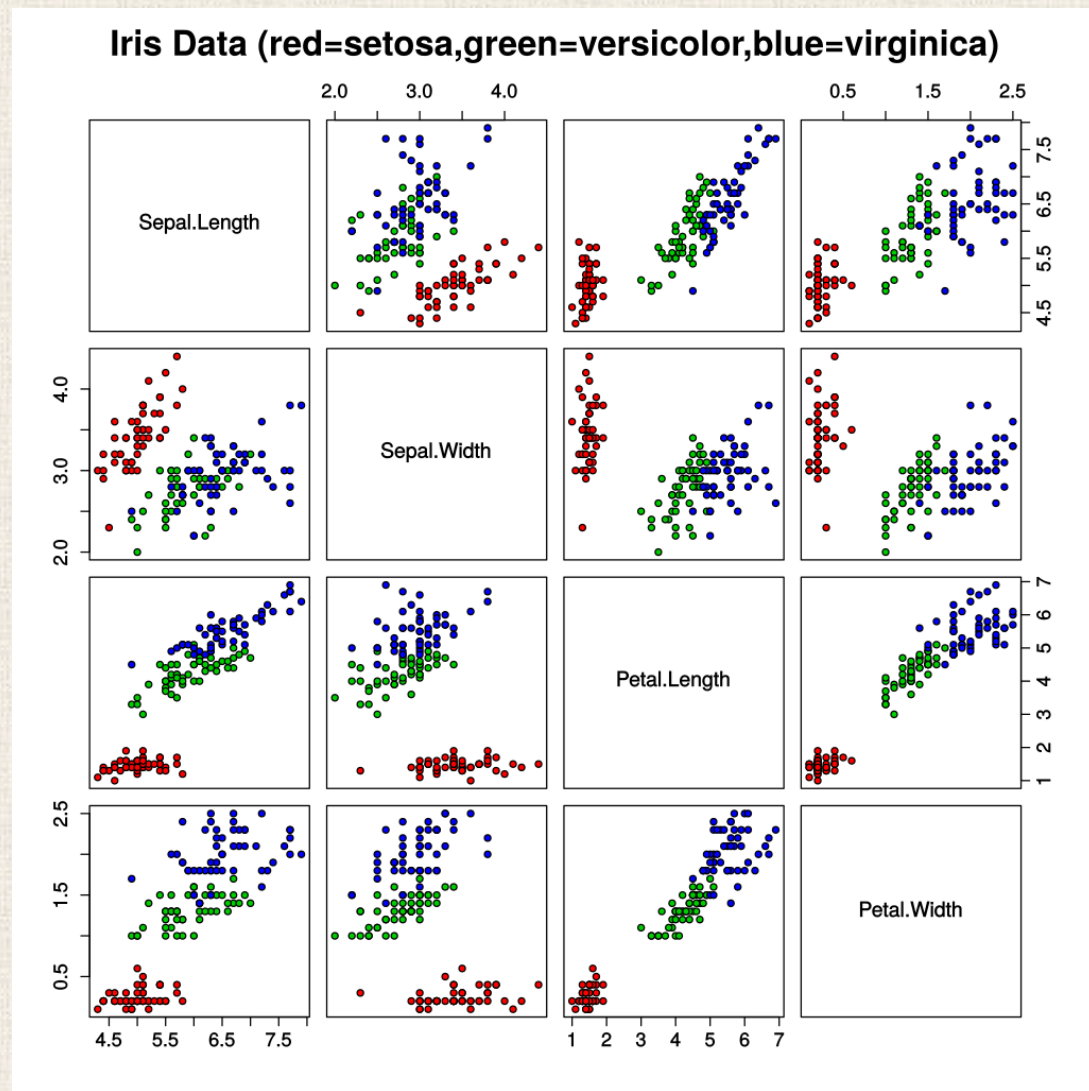 Iris Data (red=setosa,green=versicolor,blue=virginica)
2.0 3.0 4.0 0.5 1.5 2.5
Sepal.Length
4.5 5.5 6.5 7.5
2.0 3.0 4.0
Sepal.Width
Petal.Length
1 2 3 4 5 6 7
0.5 1.5 2.5
Petal.Width
4.5 5.5 6.5 7.5 1 2 3 4 5 6 7